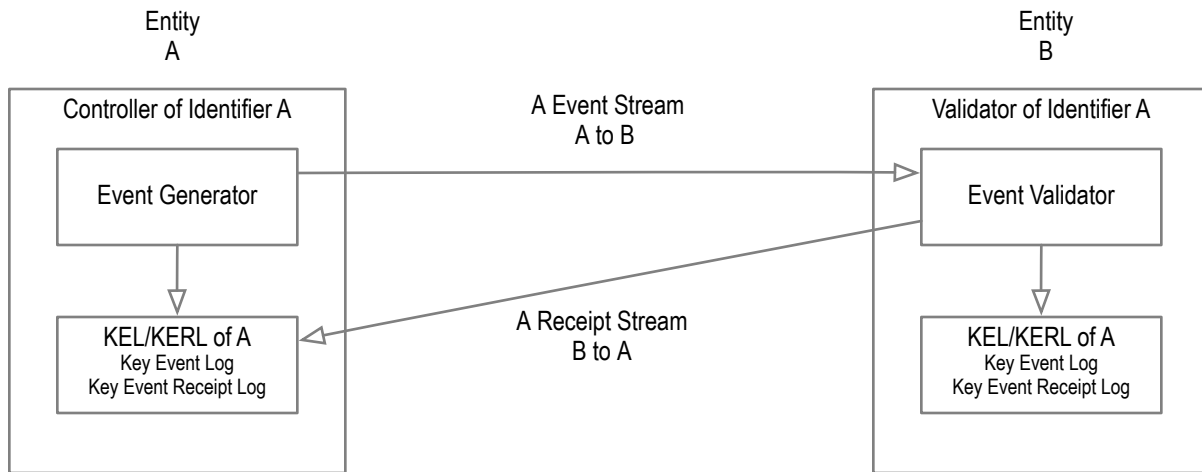 Entity
A
Entity
B
Controller of Identifier A
A Event Stream
A to B
Validator of Identifier A
Event Generator
Event Validator
KEL/KERL of A
Key Event Log
Key Event Receipt Log
A Receipt Stream
B to A
KEL/KERL of A
Key Event Log
Key Event Receipt Log